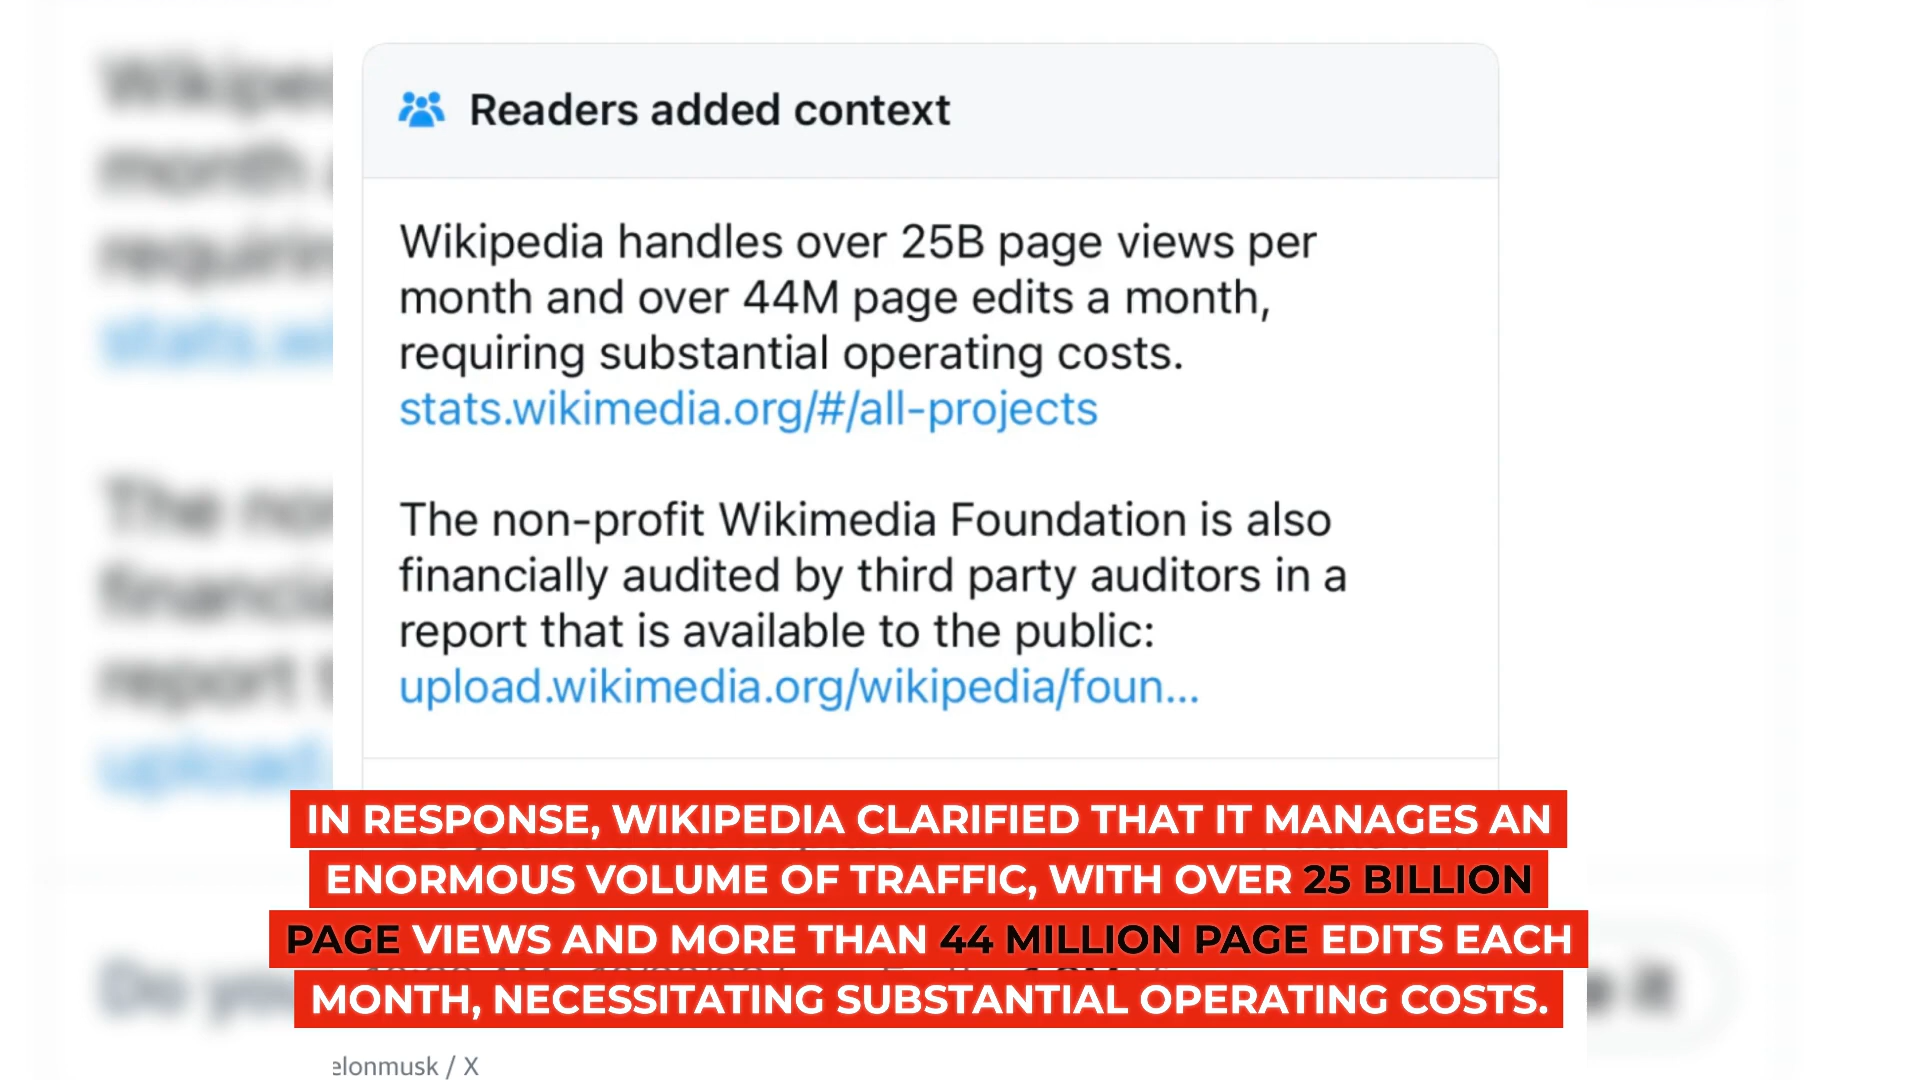 Readers added context
Wikipedia handles over 25B page views per
month and over 44M page edits a month,
requiring substantial operating costs.
stats.wikimedia.org/#/all-projects
The non-profit Wikimedia Foundation is also
financially audited by third party auditors in a
report that is available to the public:
upload.wikimedia.org/wikipedia/foun...
IN RESPONSE, WIKIPEDIA CLARIFIED THAT IT MANAGES AN
ENORMOUS VOLUME OF TRAFFIC, WITH OVER 25 BILLION
PAGE VIEWS AND MORE THAN 44 MILLION PAGE EDITS EACH
MONTH, NECESSITATING SUBSTANTIAL OPERATING COSTS.
elonmusk / X